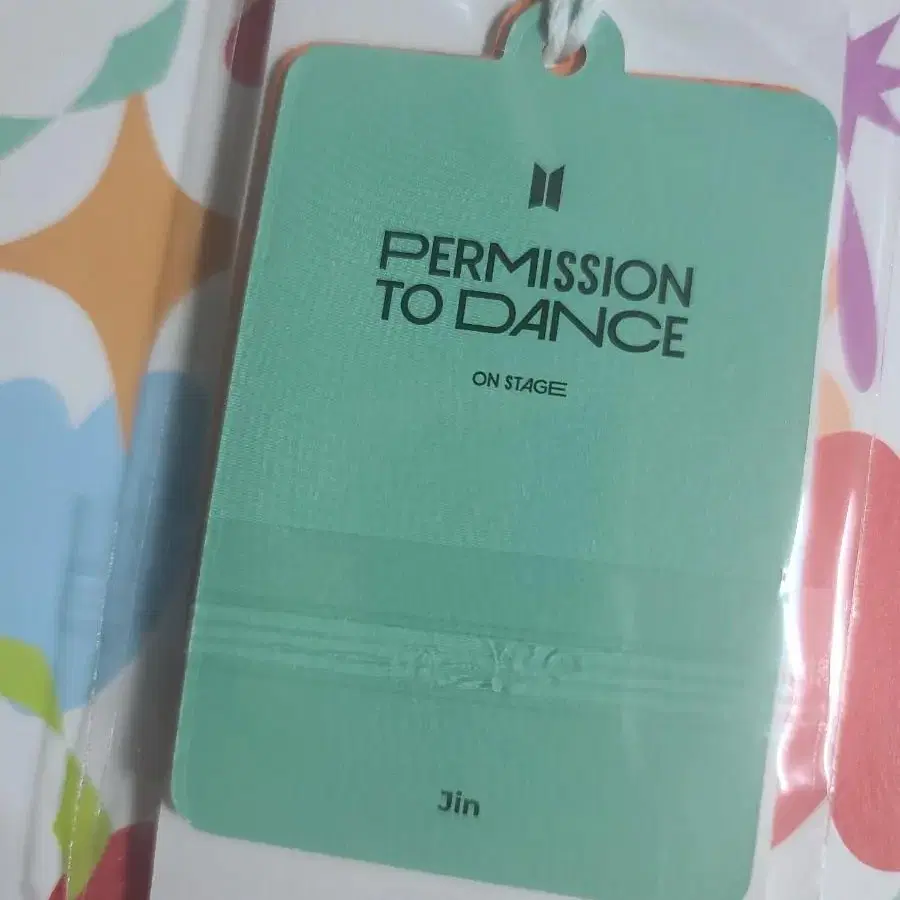 PERMISSION
TO DANCE
ON STAGE
Jin